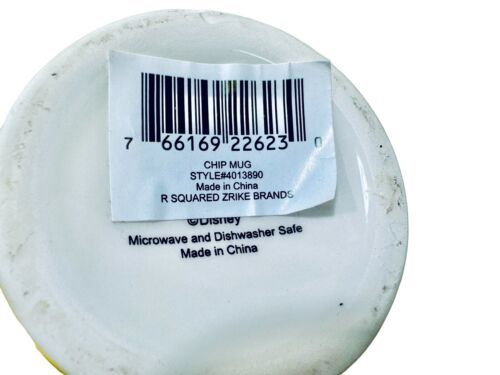 7 66169 22623 0
CHIP MUG
STYLE#4013890
Made in China
R SQUARED ZRIKE BRANDS
©Disney
Microwave and Dishwasher Safe
Made in China